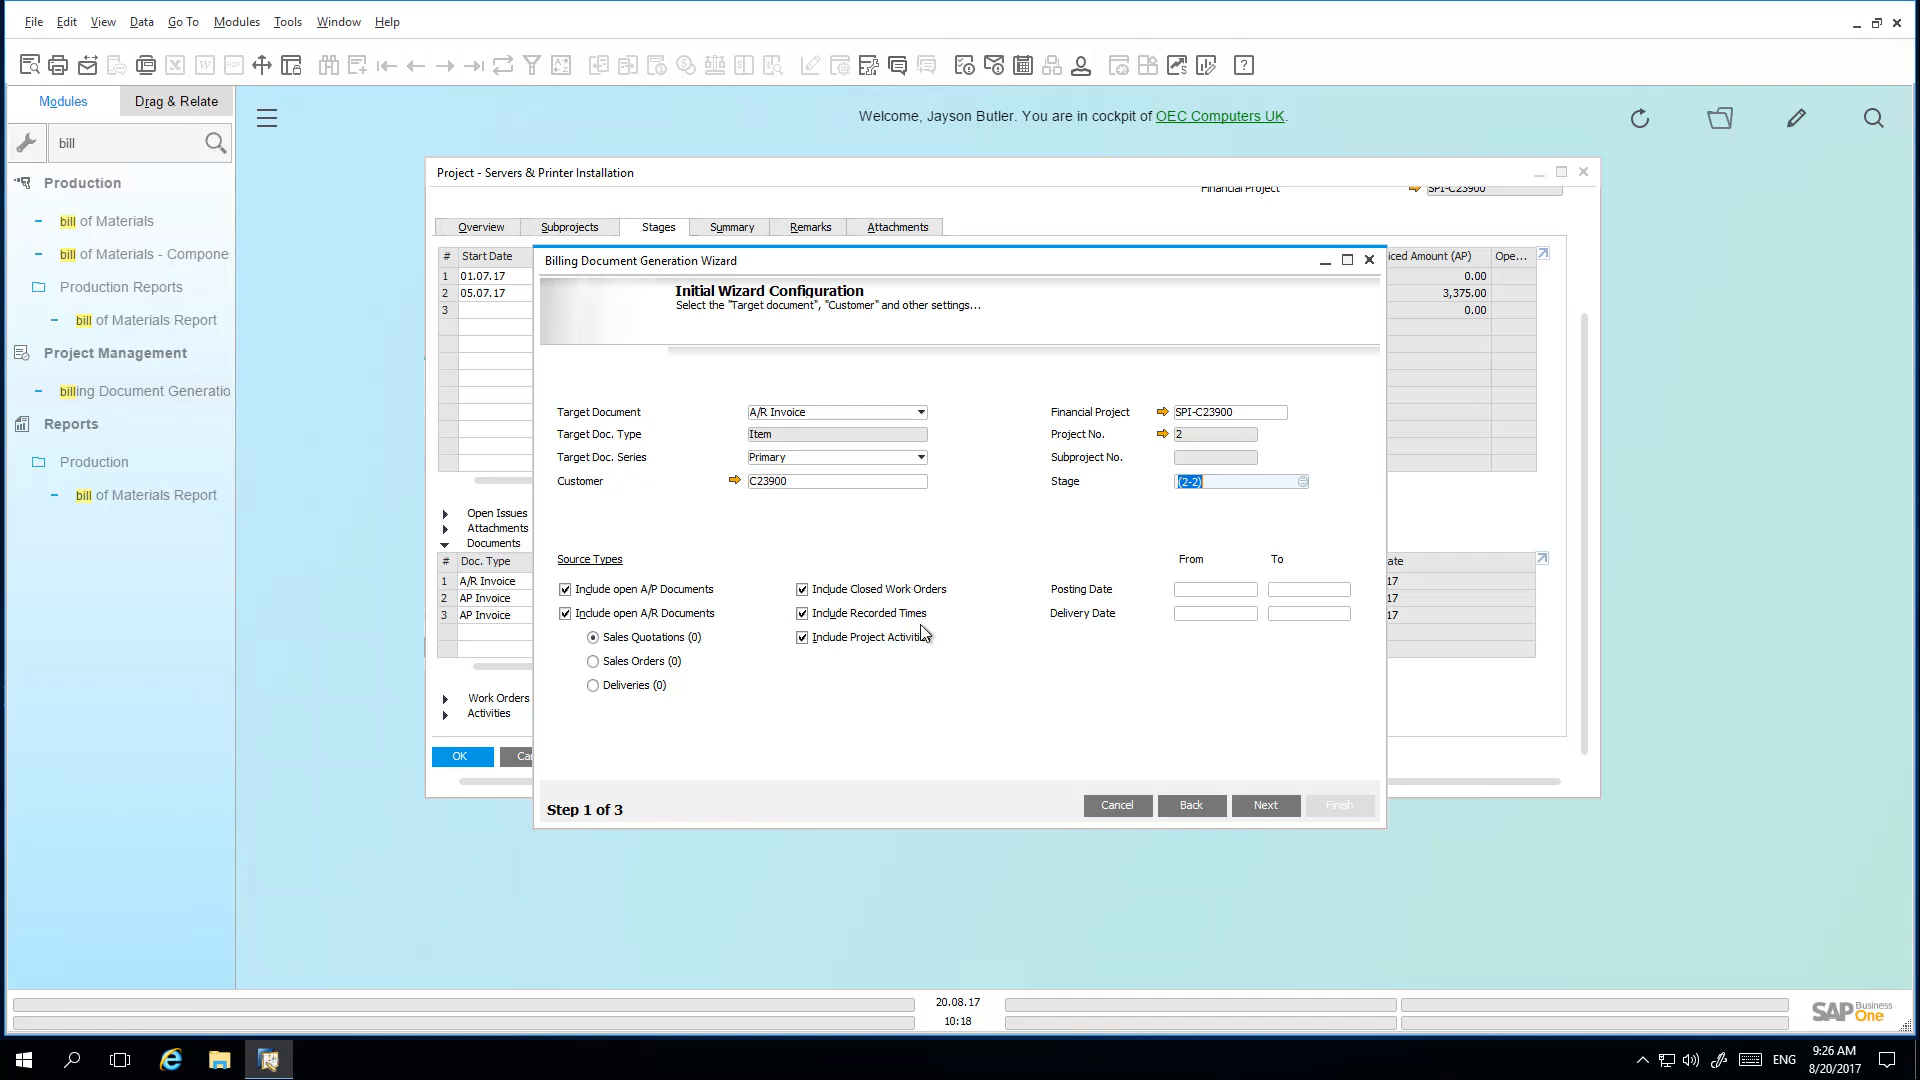 File Edit View Data Go To Modules Tools Window Help
Modules Drag & Relate
Welcome, Jayson Butler. You are in cockpit of OEC Computers UK.
bill
Production
bill of Materials
bill of Materials - Compone
Production Reports
bill of Materials Report
Project Management
billing Document Generatio
Reports
Production
bill of Materials Report
Project - Servers & Printer Installation
Financial Project SPI-C23900
Overview Subprojects Stages Summary Remarks Attachments
# Start Date iced Amount (AP) Ope...
1 01.07.17 0.00
2 05.07.17 3,375.00
3 0.00
Open Issues
Attachments
Documents
# Doc. Type ate
1 A/R Invoice 17
2 AP Invoice 17
3 AP Invoice 17
Work Orders
Activities
OK Ca
Billing Document Generation Wizard
Initial Wizard Configuration
Select the "Target document", "Customer" and other settings...
Target Document A/R Invoice Financial Project SPI-C23900
Target Doc. Type Item Project No. 2
Target Doc. Series Primary Subproject No.
Customer C23900 Stage (2-2)
Source Types From To
Include open A/P Documents Include Closed Work Orders Posting Date
Include open A/R Documents Include Recorded Times Delivery Date
Sales Quotations (0) Include Project Activiti
Sales Orders (0)
Deliveries (0)
Step 1 of 3 Cancel Back Next Finish
20.08.17
10:18
SAP Business One
ENG 9:26 AM
8/20/2017